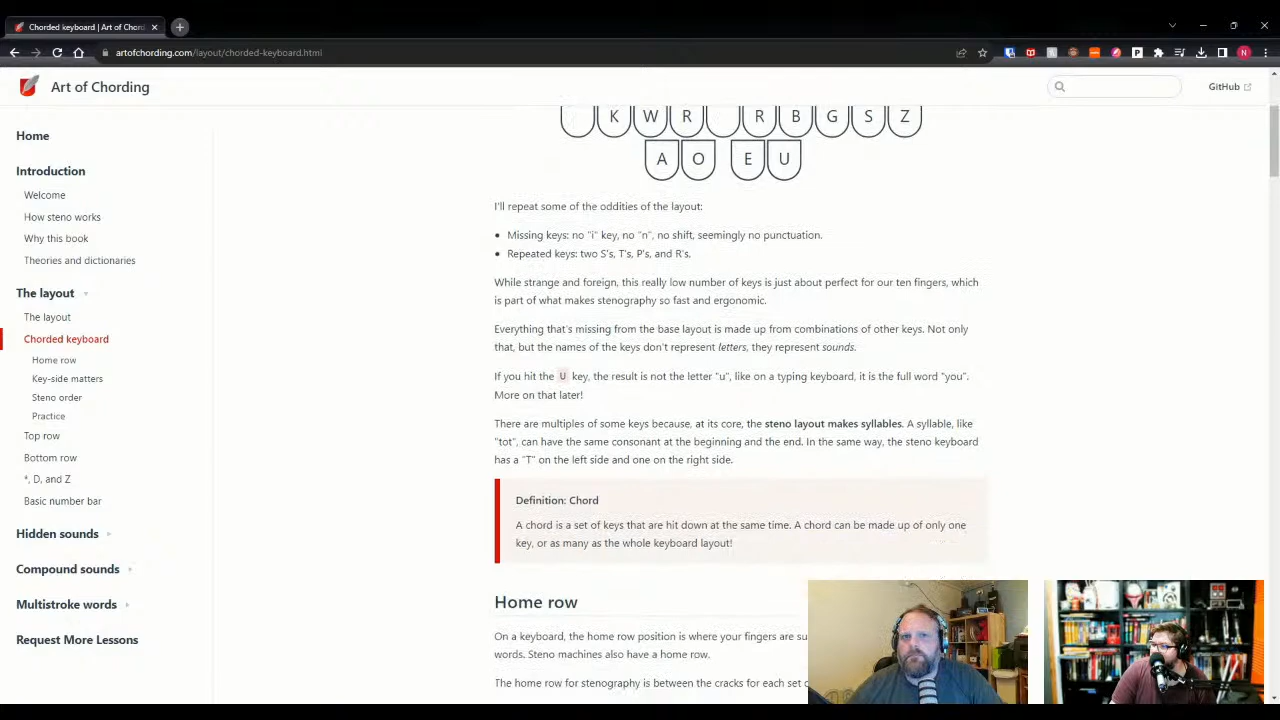 Chorded keyboard | Art of Chord
artofchording.com/layout/chorded-keyboard.html
Art of Chording
GitHub
Home
Introduction
Welcome
How steno works
Why this book
Theories and dictionaries
The layout
The layout
Chorded keyboard
Home row
Key-side matters
Steno order
Practice
Top row
Bottom row
*, D, and Z
Basic number bar
Hidden sounds
Compound sounds
Multistroke words
Request More Lessons
K W R R B G S Z
A O E U
I'll repeat some of the oddities of the layout:
Missing keys: no "i" key, no "n", no shift, seemingly no punctuation.
Repeated keys: two S's, T's, P's, and R's.
While strange and foreign, this really low number of keys is just about perfect for our ten fingers, which
is part of what makes stenography so fast and ergonomic.
Everything that's missing from the base layout is made up from combinations of other keys. Not only
that, but the names of the keys don't represent letters, they represent sounds.
If you hit the U key, the result is not the letter "u", like on a typing keyboard, it is the full word "you".
More on that later!
There are multiples of some keys because, at its core, the steno layout makes syllables. A syllable, like
"tot", can have the same consonant at the beginning and the end. In the same way, the steno keyboard
has a "T" on the left side and one on the right side.
Definition: Chord
A chord is a set of keys that are hit down at the same time. A chord can be made up of only one
key, or as many as the whole keyboard layout!
Home row
On a keyboard, the home row position is where your fingers are su
words. Steno machines also have a home row.
The home row for stenography is between the cracks for each set o